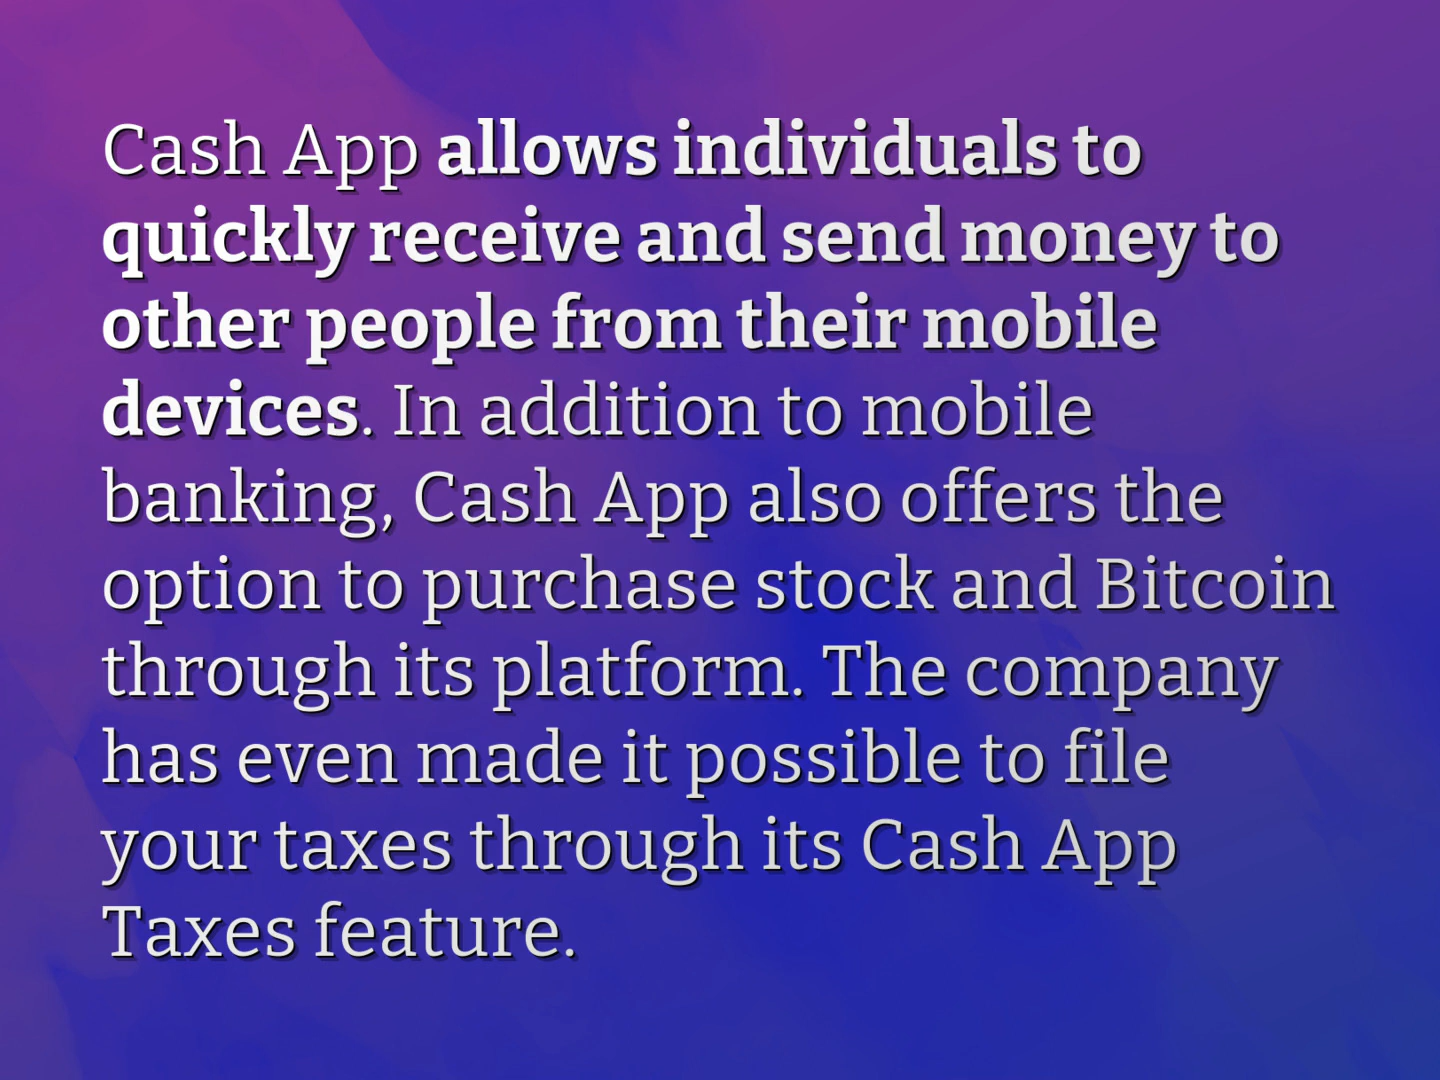 Cash App allows individuals to
quickly receive and send money to
other people from their mobile
devices. In addition to mobile
banking, Cash App also offers the
option to purchase stock and Bitcoin
through its platform. The company
has even made it possible to file
your taxes through its Cash App
Taxes feature.